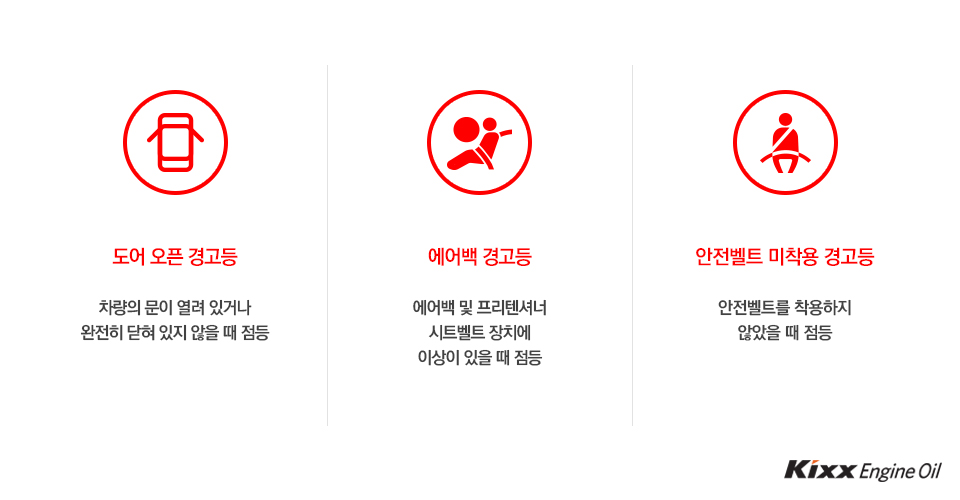 도어 오픈 경고등
차량의 문이 열려 있거나
완전히 닫혀 있지 않을 때 점등
에어백 경고등
에어백 및 프리텐셔너
시트벨트 장치에
이상이 있을 때 점등
안전벨트 미착용 경고등
안전벨트를 착용하지
않았을 때 점등
Kixx Engine Oil